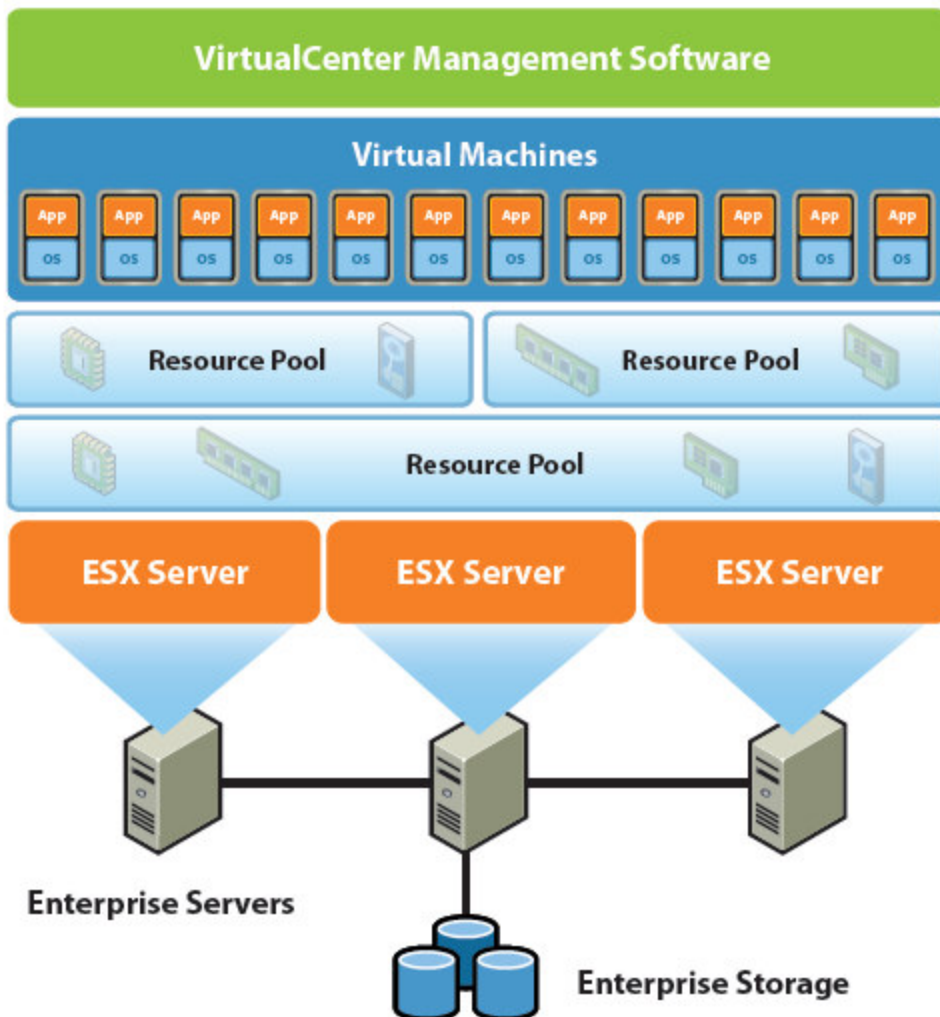 VirtualCenter Management Software
Virtual Machines
App App App App App App App App App App App App
OS OS OS OS OS OS OS OS OS OS OS OS
Resource Pool Resource Pool
Resource Pool
ESX Server ESX Server ESX Server
Enterprise Servers
Enterprise Storage